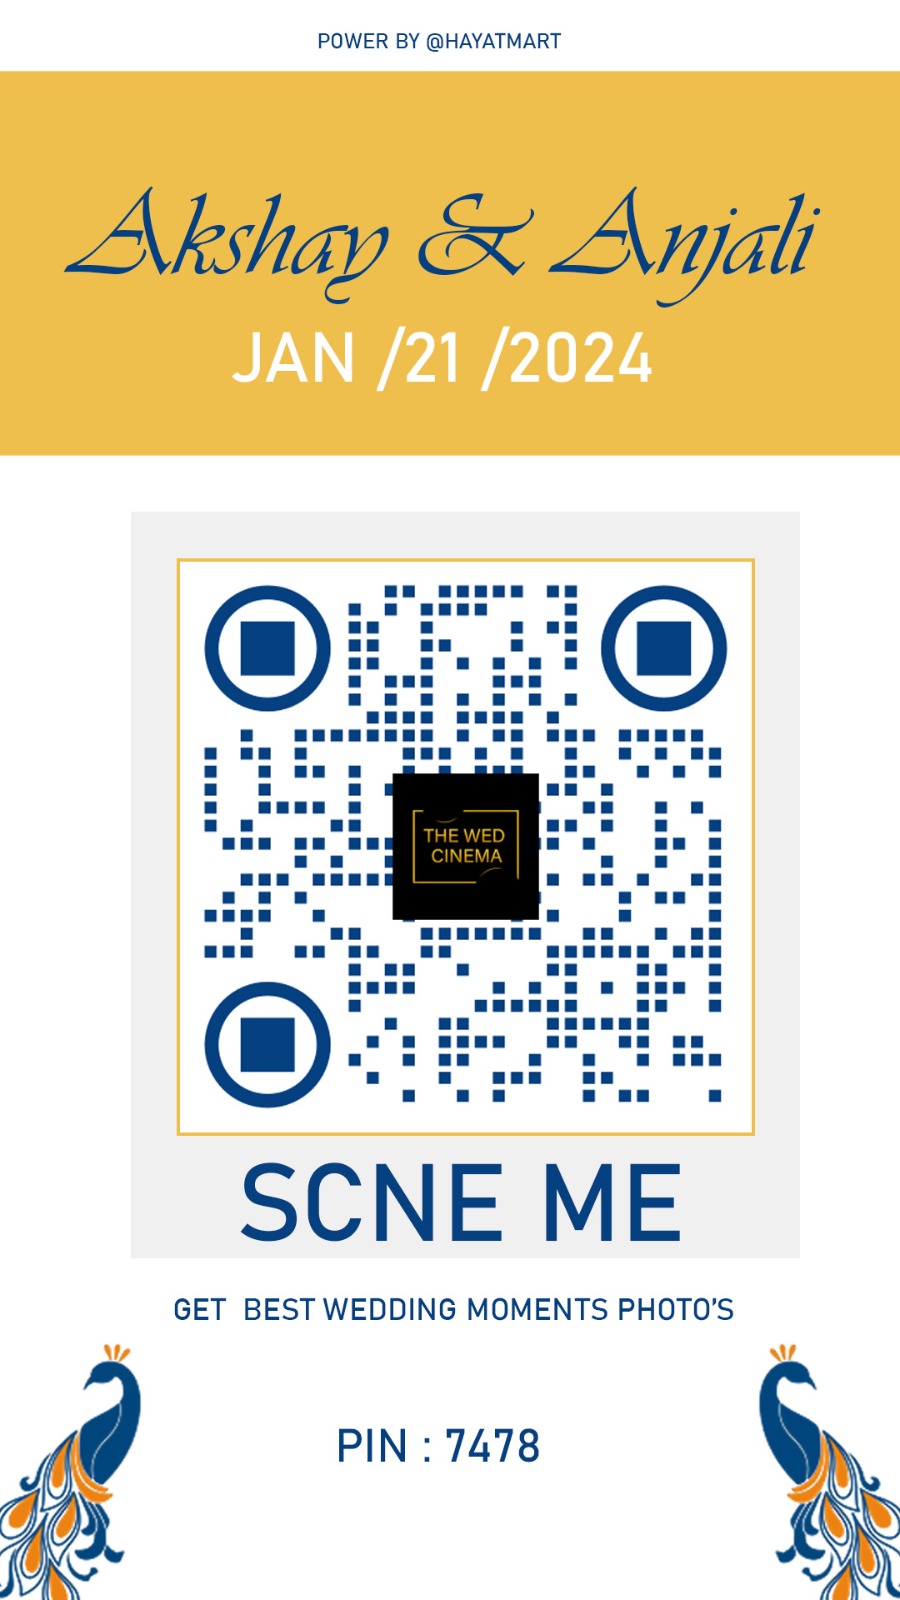 POWER BY @HAYATMART
Akshay & Anjali
JAN /21 /2024
THE WED
CINEMA
SCNE ME
GET BEST WEDDING MOMENTS PHOTO'S
PIN : 7478